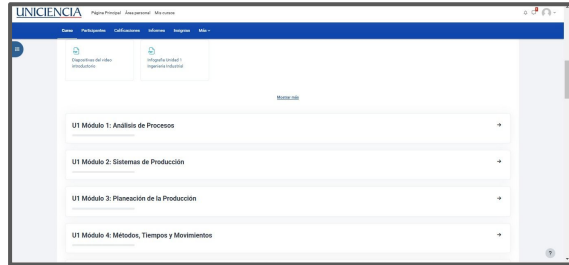 UNICIENCIA Página Principal Área personal Mis cursos
Curso Participantes Calificaciones Informes Insignias Más
Diapositivas del video
introductorio
Infografía Unidad 1
Ingeniería Industrial
Mostrar más
U1 Módulo 1: Análisis de Procesos
U1 Módulo 2: Sistemas de Producción
U1 Módulo 3: Planeación de la Producción
U1 Módulo 4: Métodos, Tiempos y Movimientos
?